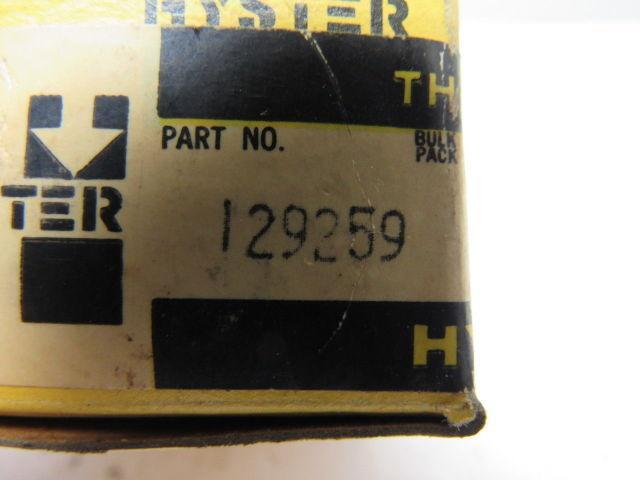 HYSTER
TH
PART NO.
BULK
PACK
TER
129259
HY